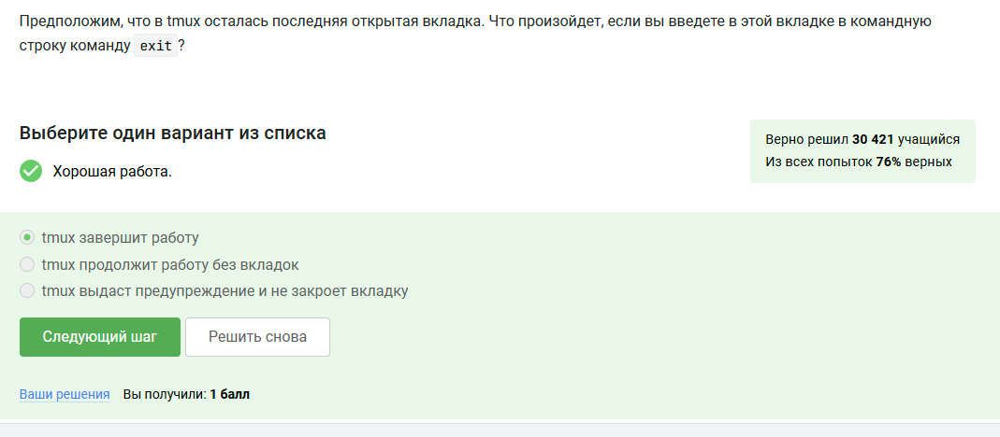 Предположим, что в tmux осталась последняя открытая вкладка. Что произойдет, если вы введете в этой вкладке в командную
строку команду exit ?
Выберите один вариант из списка
Хорошая работа.
Верно решил 30 421 учащийся
Из всех попыток 76% верных
tmux завершит работу
tmux продолжит работу без вкладок
tmux выдаст предупреждение и не закроет вкладку
Следующий шаг
Решить снова
Ваши решения Вы получили: 1 балл